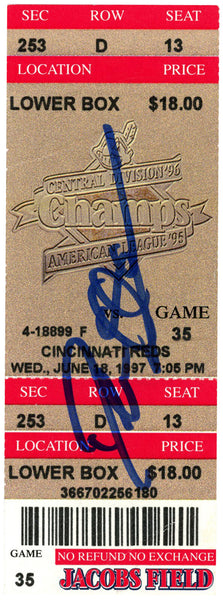 SEC ROW SEAT
253 D 13
LOCATION PRICE
LOWER BOX $18.00
CENTRAL DIVISION '96
Champs
AMERICAN LEAGUE '95
vs. GAME
4-18899 F 35
CINCINNATI REDS
WED., JUNE 18, 1997 7:05 PM
SEC ROW SEAT
253 D 13
LOCATION PRICE
LOWER BOX $18.00
366702256180
GAME NO REFUND NO EXCHANGE
35 JACOBS FIELD